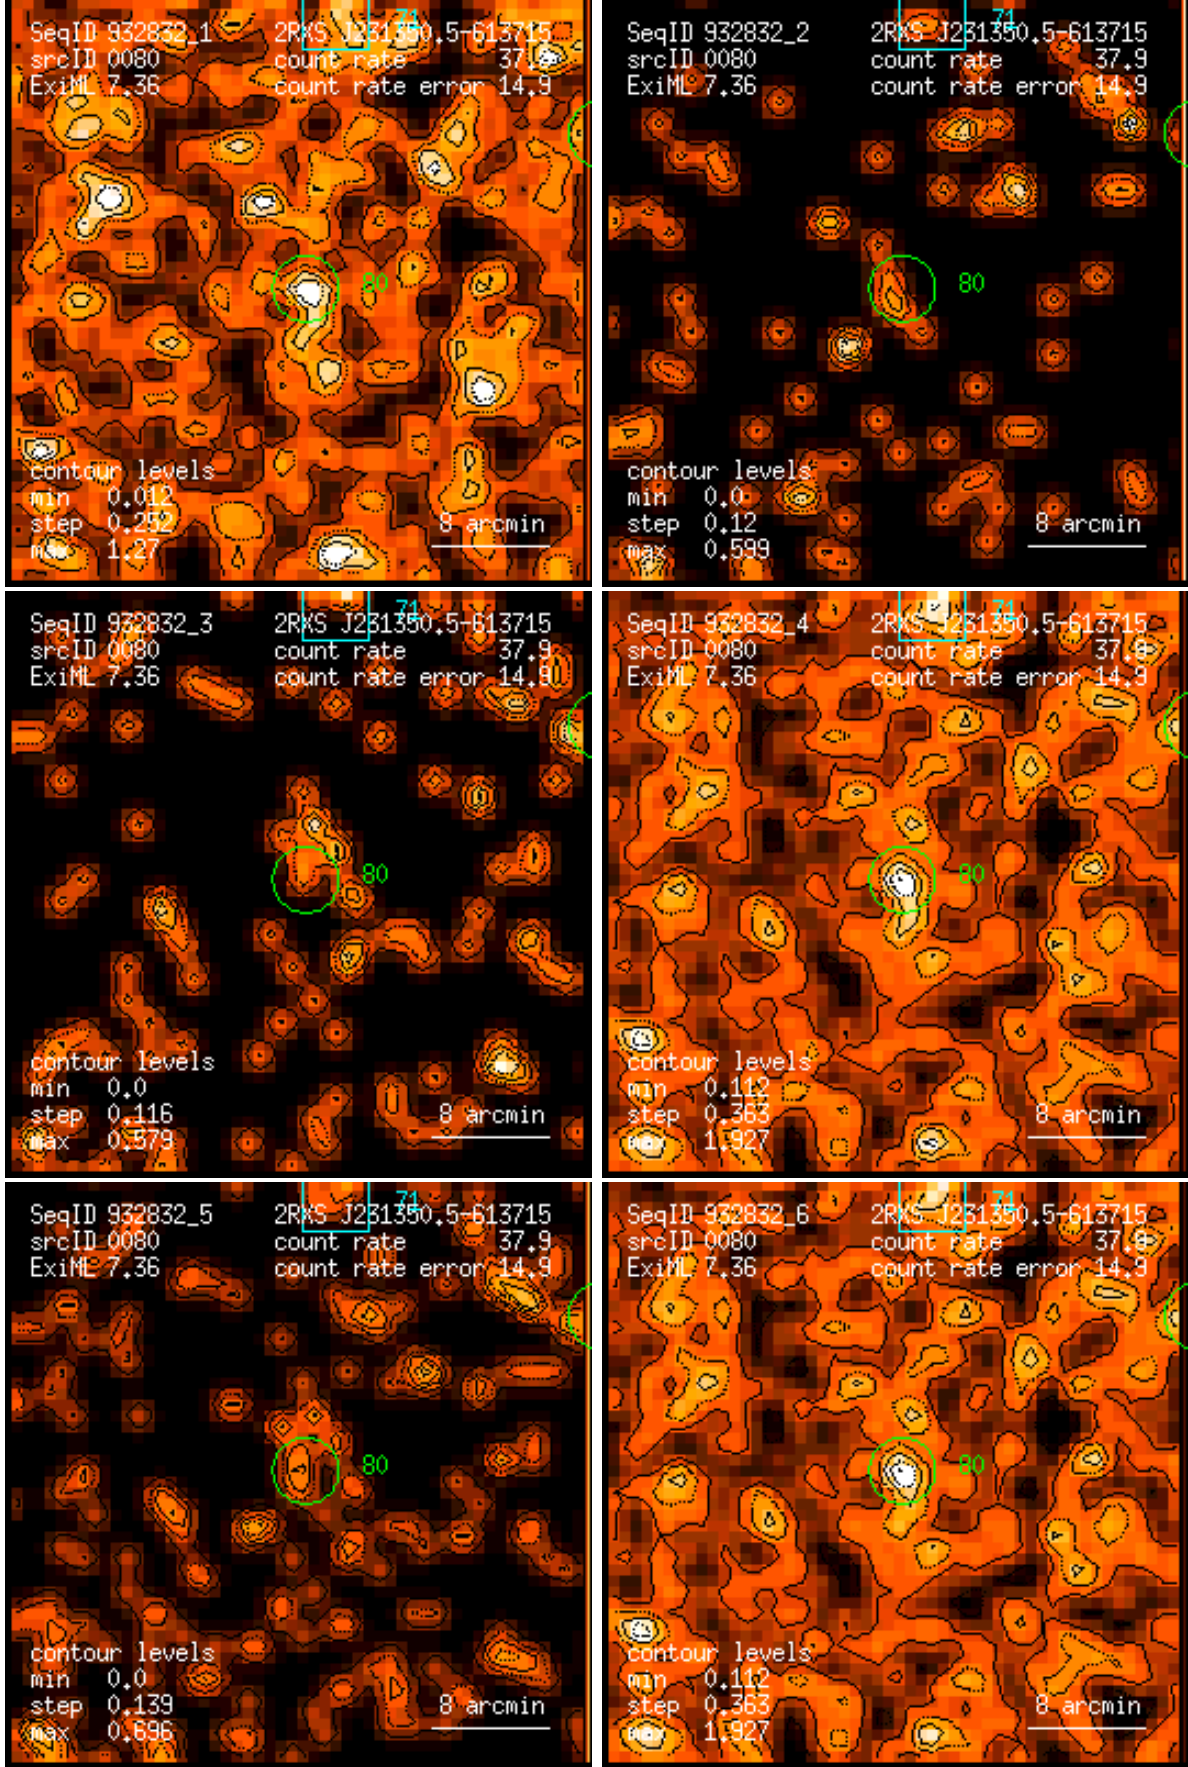 71
SeqID 932832_1 2RXS J231350.5-613715
srcID 0080 count rate 37.9
ExiML 7.36 count rate error 14.9
80
contour levels
min 0.012
step 0.252
max 1.27
8 arcmin
71
SeqID 932832_2 2RXS J231350.5-613715
srcID 0080 count rate 37.9
ExiML 7.36 count rate error 14.9
80
contour levels
min 0.0
step 0.12
max 0.599
8 arcmin
71
SeqID 932832_3 2RXS J231350.5-613715
srcID 0080 count rate 37.9
ExiML 7.36 count rate error 14.9
80
contour levels
min 0.0
step 0.116
max 0.579
8 arcmin
71
SeqID 932832_4 2RXS J231350.5-613715
srcID 0080 count rate 37.9
ExiML 7.36 count rate error 14.9
80
contour levels
min 0.112
step 0.363
max 1.927
8 arcmin
71
SeqID 932832_5 2RXS J231350.5-613715
srcID 0080 count rate 37.9
ExiML 7.36 count rate error 14.9
80
contour levels
min 0.0
step 0.139
max 0.696
8 arcmin
71
SeqID 932832_6 2RXS J231350.5-613715
srcID 0080 count rate 37.9
ExiML 7.36 count rate error 14.9
80
contour levels
min 0.112
step 0.363
max 1.927
8 arcmin